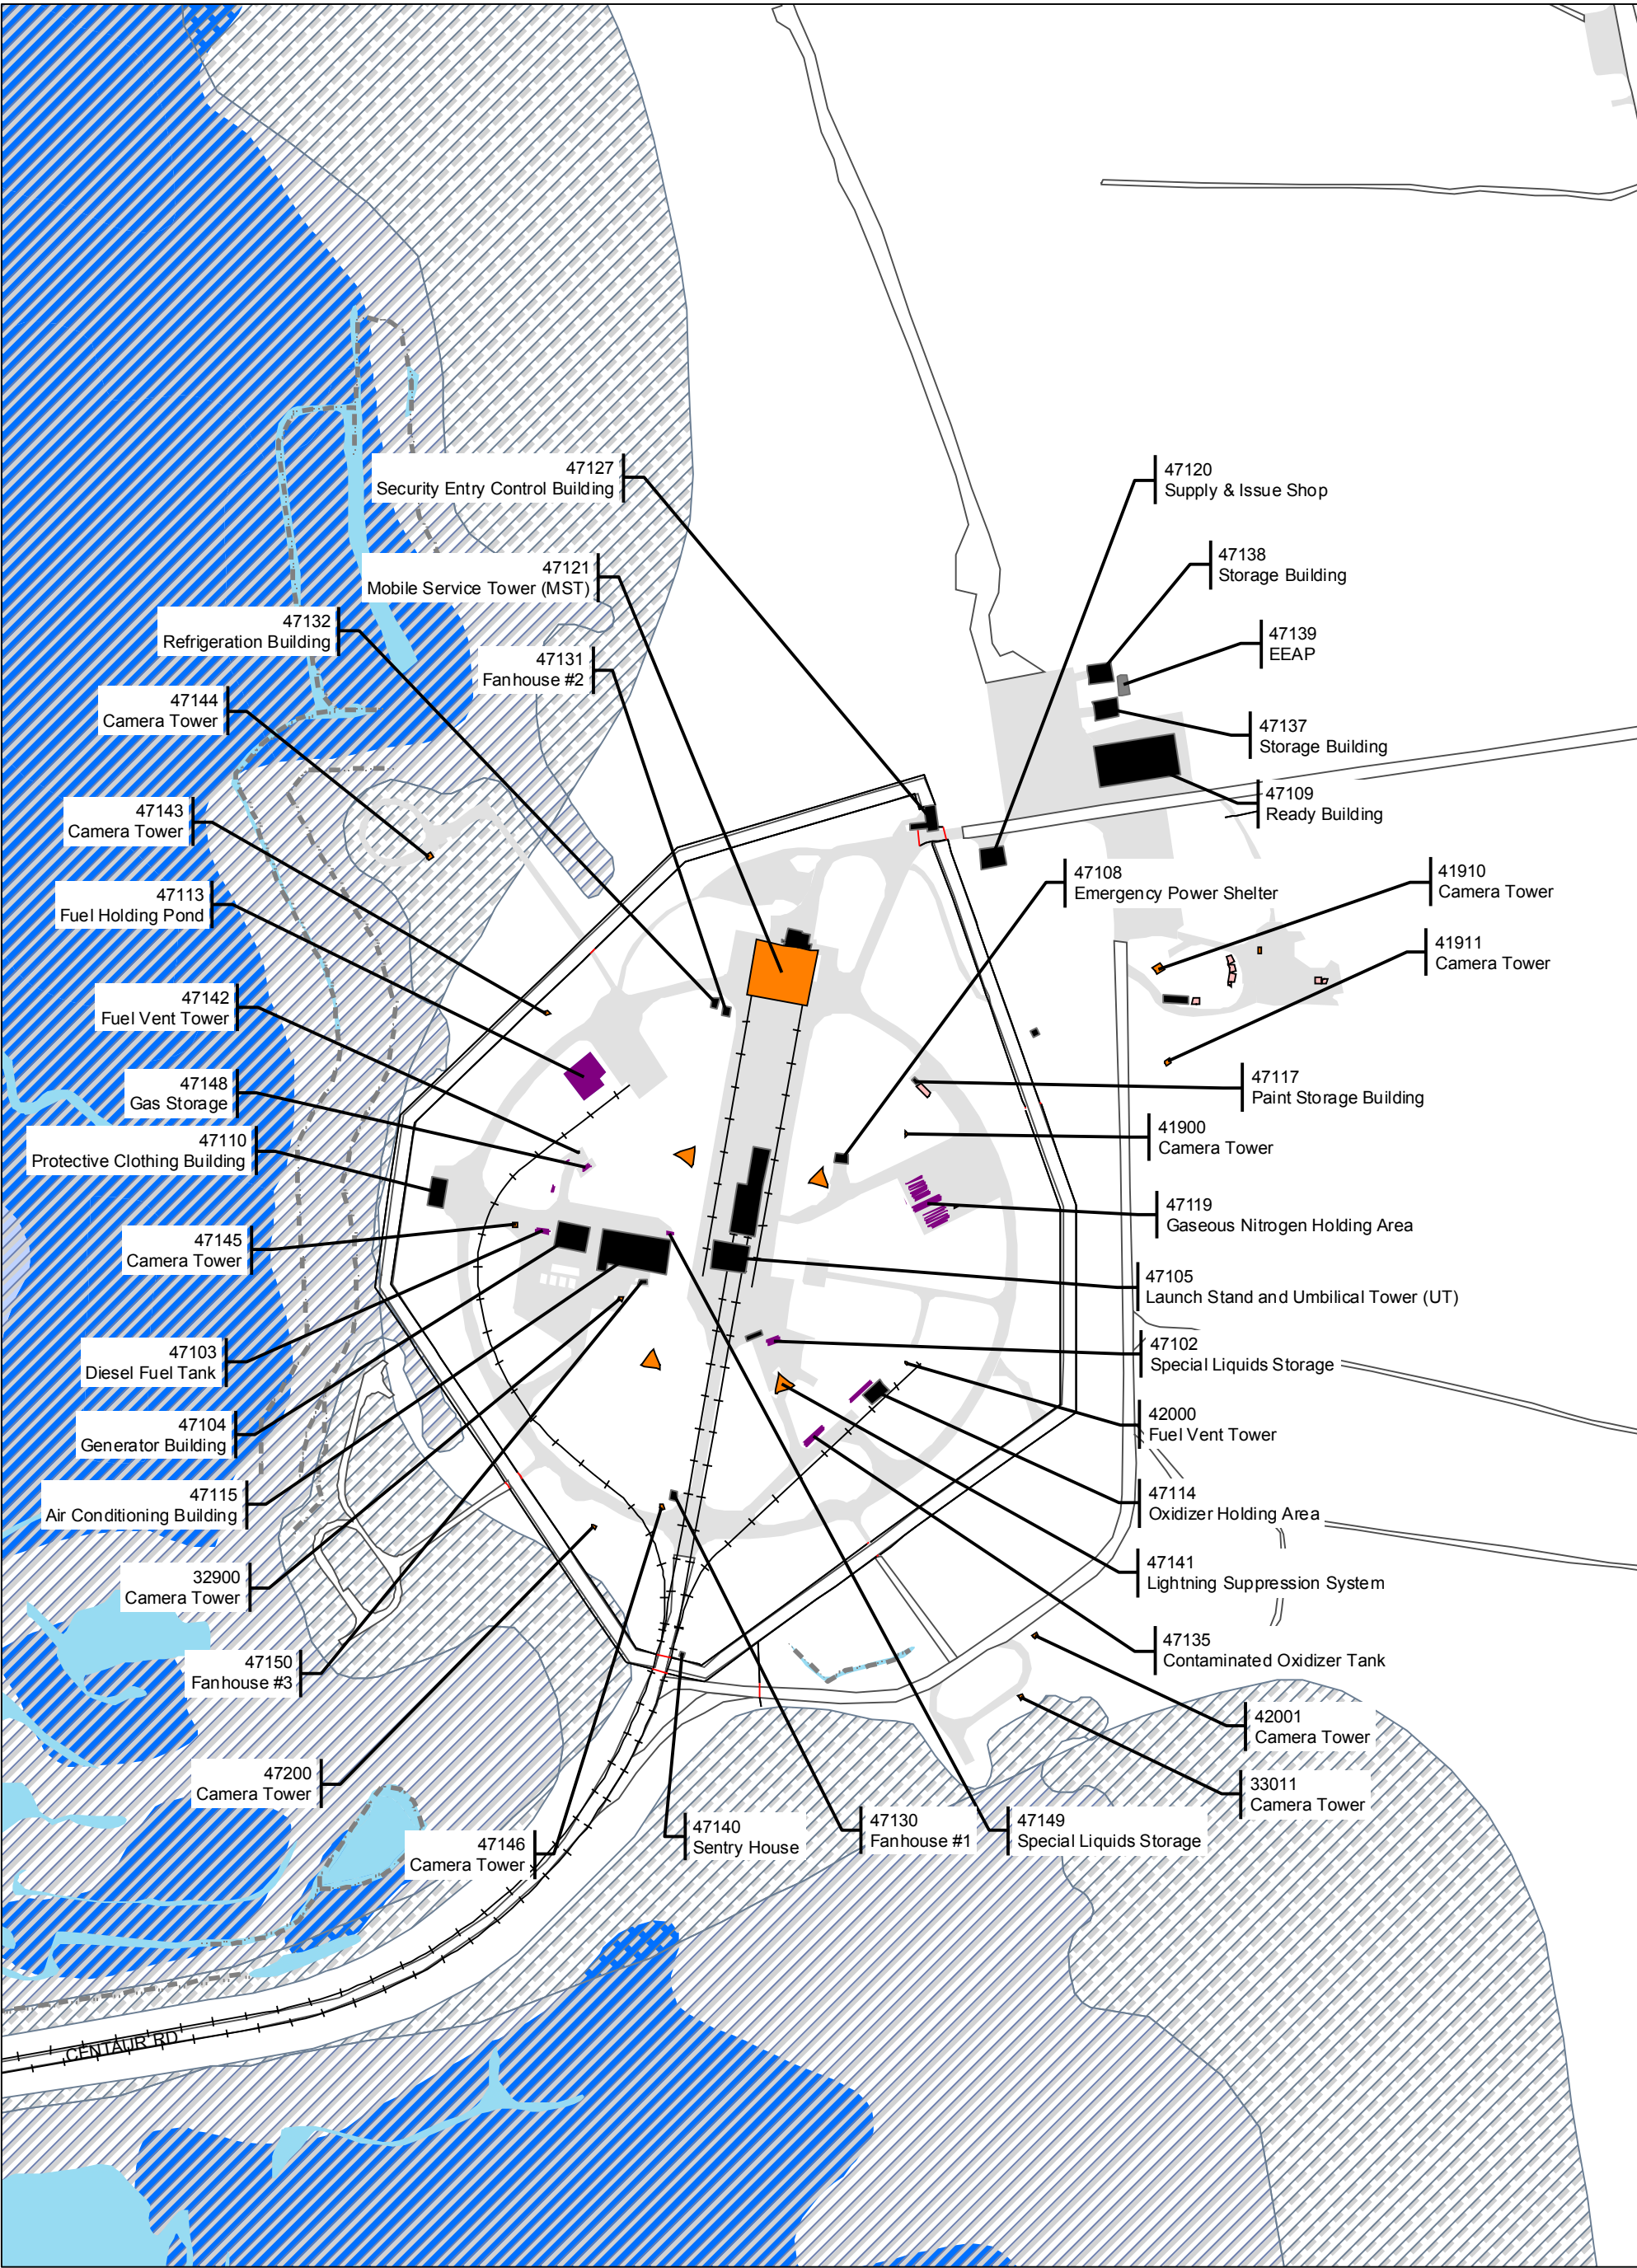 47127
Security Entry Control Building
47120
Supply & Issue Shop
47121
Mobile Service Tower (MST)
47138
Storage Building
47132
Refrigeration Building
47139
EEAP
47131
Fanhouse #2
47144
Camera Tower
47137
Storage Building
47143
Camera Tower
47109
Ready Building
47113
Fuel Holding Pond
47108
Emergency Power Shelter
41910
Camera Tower
41911
Camera Tower
47142
Fuel Vent Tower
47148
Gas Storage
47117
Paint Storage Building
47110
Protective Clothing Building
41900
Camera Tower
47119
Gaseous Nitrogen Holding Area
47145
Camera Tower
47105
Launch Stand and Umbilical Tower (UT)
47103
Diesel Fuel Tank
47102
Special Liquids Storage
47104
Generator Building
42000
Fuel Vent Tower
47115
Air Conditioning Building
47114
Oxidizer Holding Area
32900
Camera Tower
47141
Lightning Suppression System
47150
Fanhouse #3
47135
Contaminated Oxidizer Tank
42001
Camera Tower
47200
Camera Tower
33011
Camera Tower
47146
Camera Tower
47140
Sentry House
47130
Fanhouse #1
47149
Special Liquids Storage
CENTAUR RD